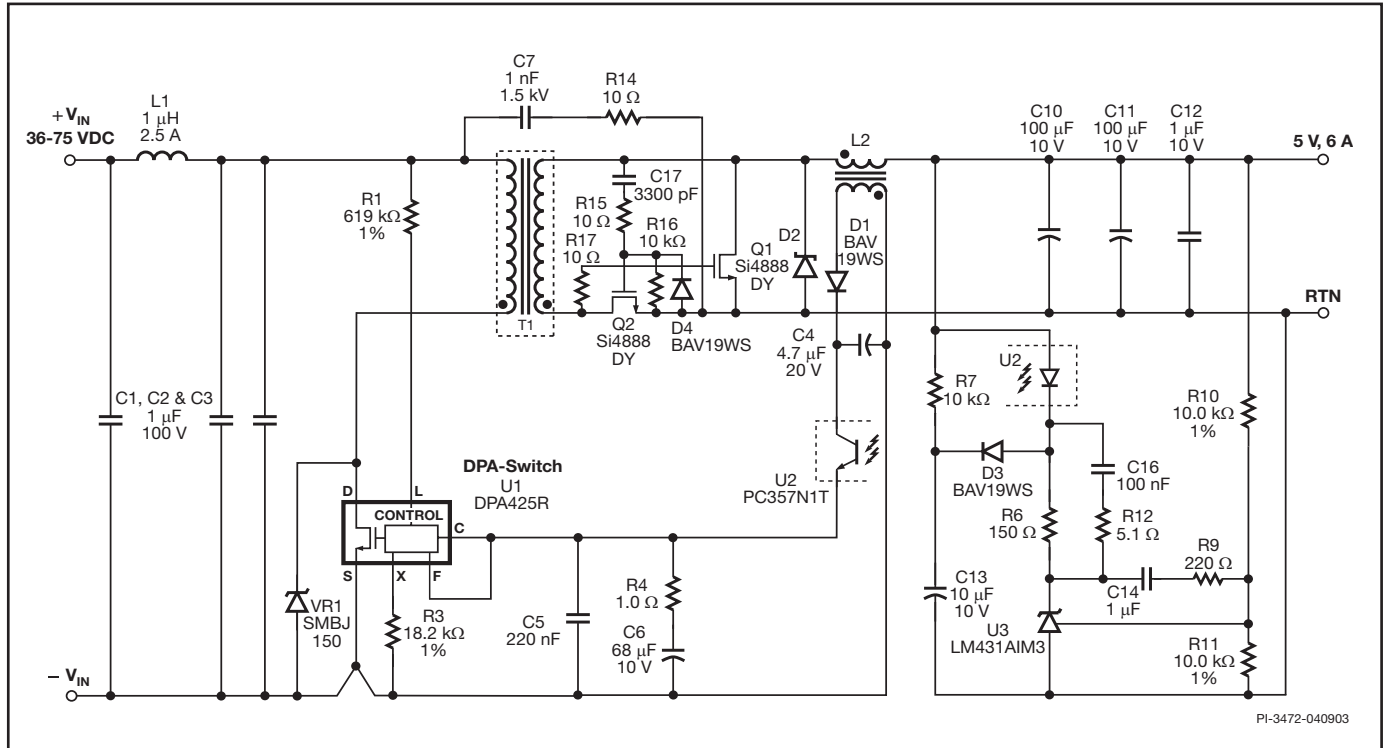 C7
1 nF
1.5 kV
R14
10 Ω
L1
1 μH
2.5 A
+ VIN
36-75 VDC
R1
619 kΩ
1%
C17
3300 pF
R15
10 Ω
R16
10 kΩ
R17
10 Ω
Q1
Si4888
DY
D2
L2
D1
BAV
19WS
C10
100 μF
10 V
C11
100 μF
10 V
C12
1 μF
10 V
5 V, 6 A
RTN
T1
Q2
Si4888
DY
D4
BAV19WS
C4
4.7 μF
20 V
C1, C2 & C3
1 μF
100 V
R7
10 kΩ
U2
R10
10.0 kΩ
1%
DPA-Switch
U1
DPA425R
D
L
CONTROL
C
S
X
F
U2
PC357N1T
D3
BAV19WS
C16
100 nF
R6
150 Ω
R12
5.1 Ω
R9
220 Ω
VR1
SMBJ
150
R3
18.2 kΩ
1%
C5
220 nF
R4
1.0 Ω
C6
68 μF
10 V
C13
10 μF
10 V
C14
1 μF
U3
LM431AIM3
R11
10.0 kΩ
1%
− VIN
PI-3472-040903